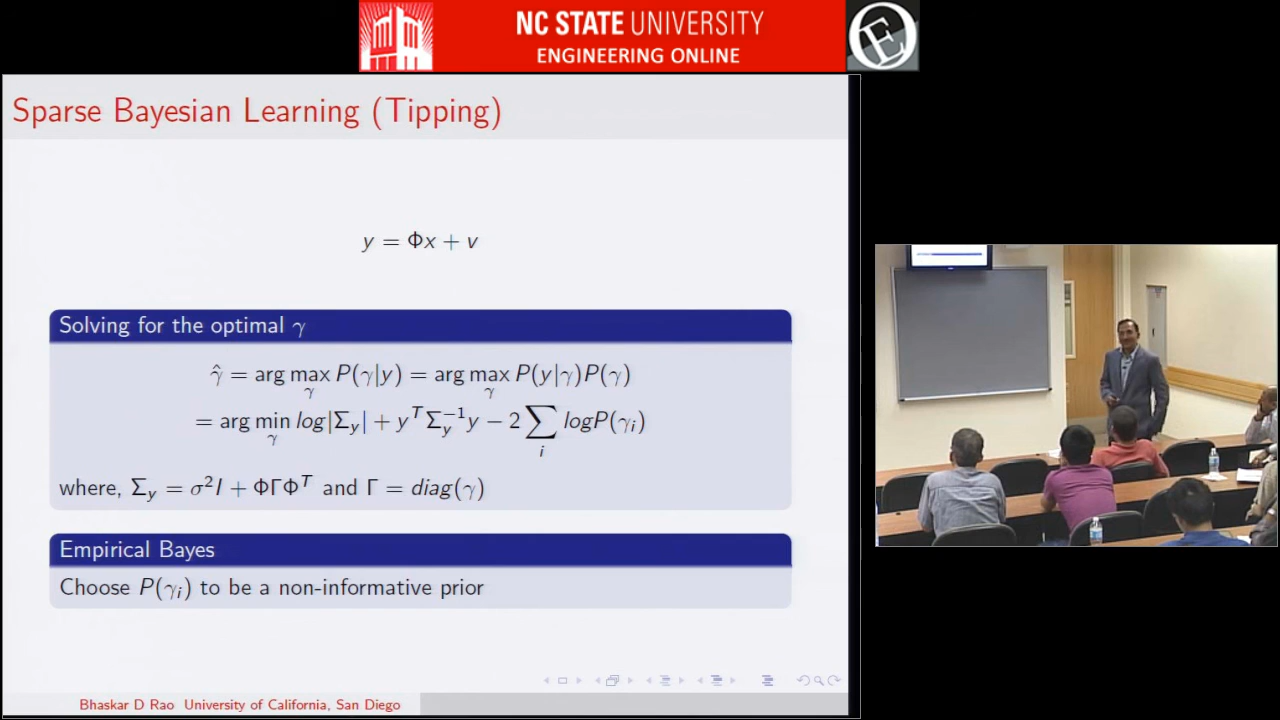 NC STATE UNIVERSITY
ENGINEERING ONLINE
Sparse Bayesian Learning (Tipping)
y = Φx + v
Solving for the optimal γ
γ̂ = arg max_γ P(γ|y) = arg max_γ P(y|γ)P(γ)
= arg min_γ log|Σ_y| + y^T Σ_y^{-1} y − 2 ∑_i logP(γ_i)
where, Σ_y = σ²I + ΦΓΦ^T and Γ = diag(γ)
Empirical Bayes
Choose P(γ_i) to be a non-informative prior
Bhaskar D Rao University of California, San Diego